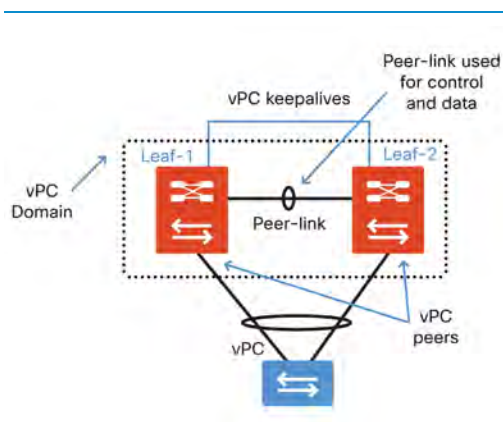 Peer-link used
for control
and data
vPC keepalives
Leaf-1
Leaf-2
vPC
Domain
Peer-link
vPC
peers
vPC